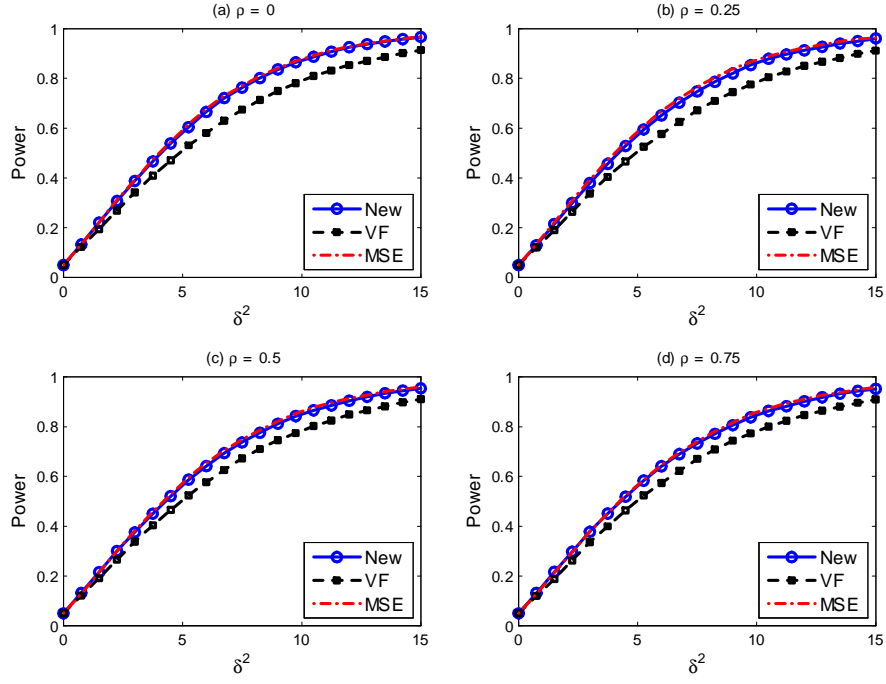 (a) ρ = 0
1
0.8
0.6
0.4
0.2
0
Power
New
VF
MSE
0 5 10 15
δ²
(b) ρ = 0.25
1
0.8
0.6
0.4
0.2
0
Power
New
VF
MSE
0 5 10 15
δ²
(c) ρ = 0.5
1
0.8
0.6
0.4
0.2
0
Power
New
VF
MSE
0 5 10 15
δ²
(d) ρ = 0.75
1
0.8
0.6
0.4
0.2
0
Power
New
VF
MSE
0 5 10 15
δ²